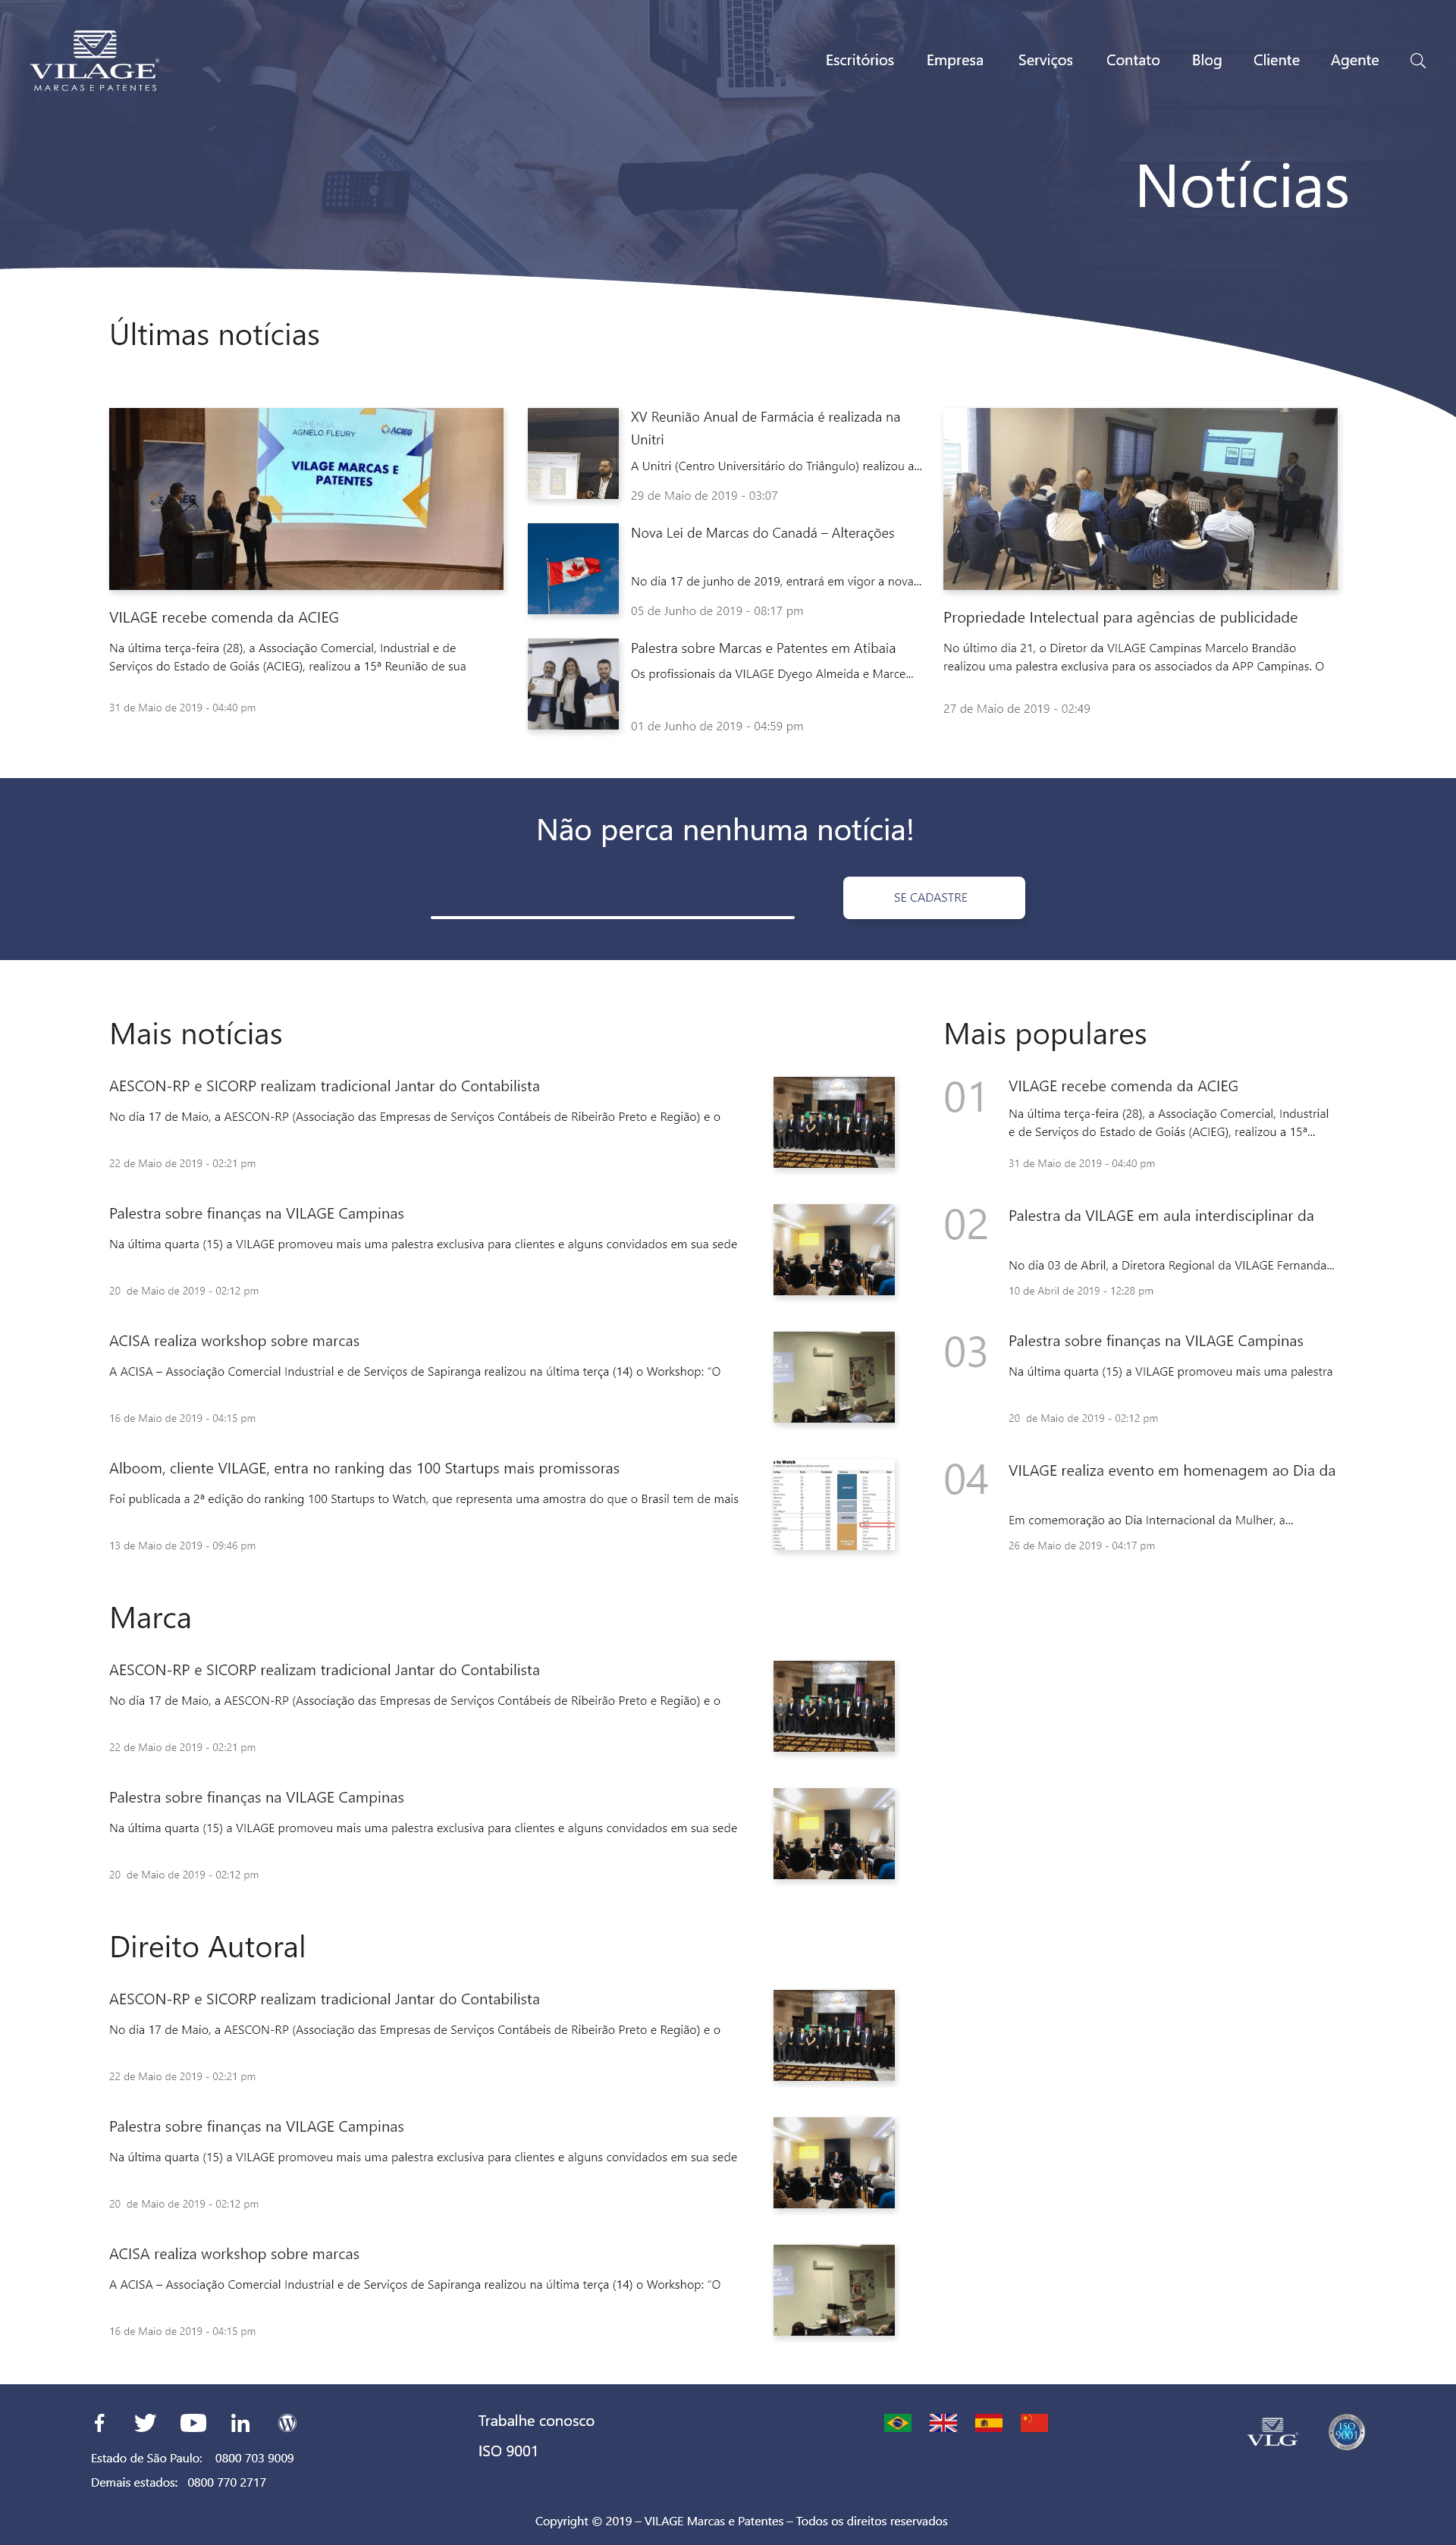 VILAGE
MARCAS E PATENTES
Escritórios
Empresa
Serviços
Contato
Blog
Cliente
Agente
Notícias
Últimas notícias
COMENDA
AGNELO FLEURY
ACIEG
VILAGE MARCAS E
PATENTES
VILAGE recebe comenda da ACIEG
Na última terça-feira (28), a Associação Comercial, Industrial e de
Serviços do Estado de Goiás (ACIEG), realizou a 15ª Reunião de sua
31 de Maio de 2019 - 04:40 pm
XV Reunião Anual de Farmácia é realizada na
Unitri
A Unitri (Centro Universitário do Triângulo) realizou a...
29 de Maio de 2019 - 03:07
Nova Lei de Marcas do Canadá – Alterações
No dia 17 de junho de 2019, entrará em vigor a nova...
05 de Junho de 2019 - 08:17 pm
Palestra sobre Marcas e Patentes em Atibaia
Os profissionais da VILAGE Dyego Almeida e Marce...
01 de Junho de 2019 - 04:59 pm
Propriedade Intelectual para agências de publicidade
No último dia 21, o Diretor da VILAGE Campinas Marcelo Brandão
realizou uma palestra exclusiva para os associados da APP Campinas. O
27 de Maio de 2019 - 02:49
Não perca nenhuma notícia!
SE CADASTRE
Mais notícias
AESCON-RP e SICORP realizam tradicional Jantar do Contabilista
No dia 17 de Maio, a AESCON-RP (Associação das Empresas de Serviços Contábeis de Ribeirão Preto e Região) e o
22 de Maio de 2019 - 02:21 pm
Palestra sobre finanças na VILAGE Campinas
Na última quarta (15) a VILAGE promoveu mais uma palestra exclusiva para clientes e alguns convidados em sua sede
20 de Maio de 2019 - 02:12 pm
ACISA realiza workshop sobre marcas
A ACISA – Associação Comercial Industrial e de Serviços de Sapiranga realizou na última terça (14) o Workshop: “O
16 de Maio de 2019 - 04:15 pm
Alboom, cliente VILAGE, entra no ranking das 100 Startups mais promissoras
Foi publicada a 2ª edição do ranking 100 Startups to Watch, que representa uma amostra do que o Brasil tem de mais
13 de Maio de 2019 - 09:46 pm
to Watch
Mais populares
01
VILAGE recebe comenda da ACIEG
Na última terça-feira (28), a Associação Comercial, Industrial
e de Serviços do Estado de Goiás (ACIEG), realizou a 15ª...
31 de Maio de 2019 - 04:40 pm
02
Palestra da VILAGE em aula interdisciplinar da
No dia 03 de Abril, a Diretora Regional da VILAGE Fernanda...
10 de Abril de 2019 - 12:28 pm
03
Palestra sobre finanças na VILAGE Campinas
Na última quarta (15) a VILAGE promoveu mais uma palestra
20 de Maio de 2019 - 02:12 pm
04
VILAGE realiza evento em homenagem ao Dia da
Em comemoração ao Dia Internacional da Mulher, a...
26 de Maio de 2019 - 04:17 pm
Marca
AESCON-RP e SICORP realizam tradicional Jantar do Contabilista
No dia 17 de Maio, a AESCON-RP (Associação das Empresas de Serviços Contábeis de Ribeirão Preto e Região) e o
22 de Maio de 2019 - 02:21 pm
Palestra sobre finanças na VILAGE Campinas
Na última quarta (15) a VILAGE promoveu mais uma palestra exclusiva para clientes e alguns convidados em sua sede
20 de Maio de 2019 - 02:12 pm
Direito Autoral
AESCON-RP e SICORP realizam tradicional Jantar do Contabilista
No dia 17 de Maio, a AESCON-RP (Associação das Empresas de Serviços Contábeis de Ribeirão Preto e Região) e o
22 de Maio de 2019 - 02:21 pm
Palestra sobre finanças na VILAGE Campinas
Na última quarta (15) a VILAGE promoveu mais uma palestra exclusiva para clientes e alguns convidados em sua sede
20 de Maio de 2019 - 02:12 pm
ACISA realiza workshop sobre marcas
A ACISA – Associação Comercial Industrial e de Serviços de Sapiranga realizou na última terça (14) o Workshop: “O
16 de Maio de 2019 - 04:15 pm
Estado de São Paulo: 0800 703 9009
Demais estados: 0800 770 2717
Trabalhe conosco
ISO 9001
VLG
ISO
9001
Copyright © 2019 – VILAGE Marcas e Patentes – Todos os direitos reservados